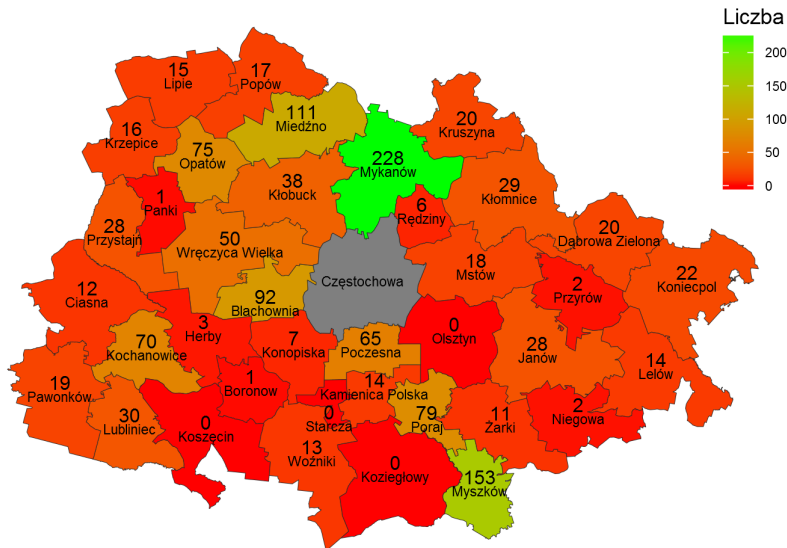 Liczba
200
150
100
50
0
15
Lipie
17
Popów
111
Miedźno
20
Kruszyna
16
Krzepice
75
Opatów
228
Mykanów
38
Kłobuck
29
Kłomnice
1
Panki
6
Rędziny
28
Przystajń
50
Wręczyca Wielka
20
Dąbrowa Zielona
18
Mstów
22
Koniecpol
Częstochowa
12
Ciasna
92
Blachownia
2
Przyrów
3
Herby
7
Konopiska
65
Poczesna
0
Olsztyn
28
Janów
70
Kochanowice
14
Lelów
19
Pawonków
1
Boronow
14
Kamienica Polska
30
Lubliniec
0
Koszęcin
0
Starcza
79
Poraj
11
Żarki
2
Niegowa
13
Woźniki
0
Koziegłowy
153
Myszków